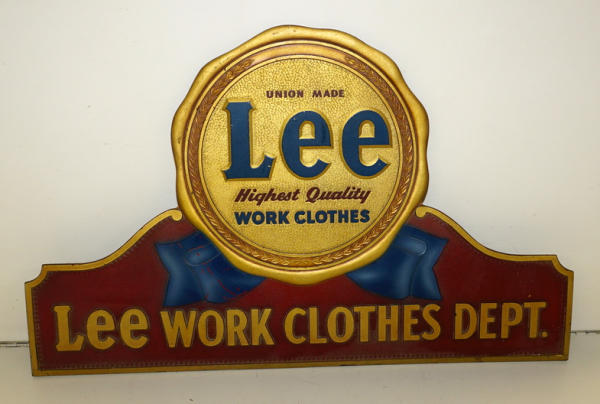 UNION MADE
Lee
Highest Quality
WORK CLOTHES
Lee WORK CLOTHES DEPT.